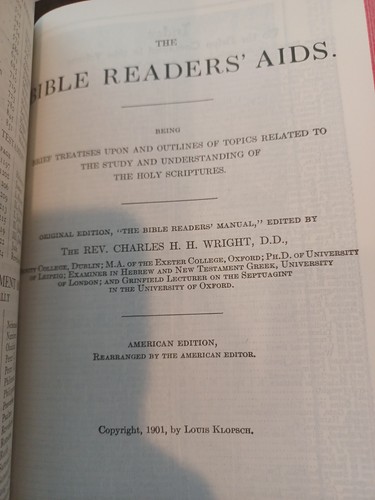 THE
BIBLE READERS' AIDS.
BEING
BRIEF TREATISES UPON AND OUTLINES OF TOPICS RELATED TO
THE STUDY AND UNDERSTANDING OF
THE HOLY SCRIPTURES.
ORIGINAL EDITION, "THE BIBLE READERS' MANUAL," EDITED BY
THE REV. CHARLES H. H. WRIGHT, D.D.,
COLLEGE, DUBLIN; M.A. OF THE EXETER COLLEGE, OXFORD; PH.D. OF UNIVERSITY
OF LEIPZIG; EXAMINER IN HEBREW AND NEW TESTAMENT GREEK, UNIVERSITY
OF LONDON; AND GRINFIELD LECTURER ON THE SEPTUAGINT
IN THE UNIVERSITY OF OXFORD.
AMERICAN EDITION,
REARRANGED BY THE AMERICAN EDITOR.
Copyright, 1901, by LOUIS KLOPSCH.